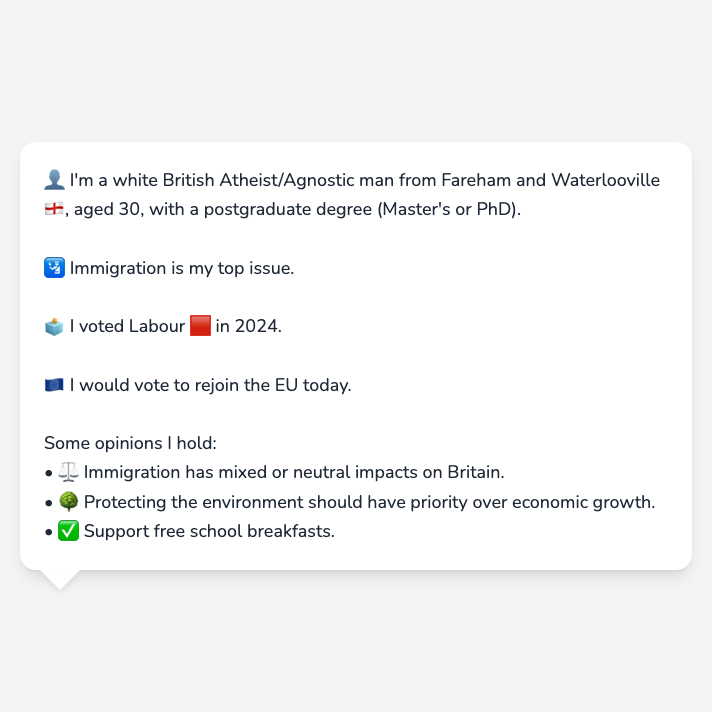 👤 I'm a white British Atheist/Agnostic man from Fareham and Waterlooville
🏴󠁧󠁢󠁥󠁮󠁧󠁿, aged 30, with a postgraduate degree (Master's or PhD).
🛂 Immigration is my top issue.
🗳️ I voted Labour 🟥 in 2024.
🇪🇺 I would vote to rejoin the EU today.
Some opinions I hold:
• ⚖️ Immigration has mixed or neutral impacts on Britain.
• 🌳 Protecting the environment should have priority over economic growth.
• ✅ Support free school breakfasts.